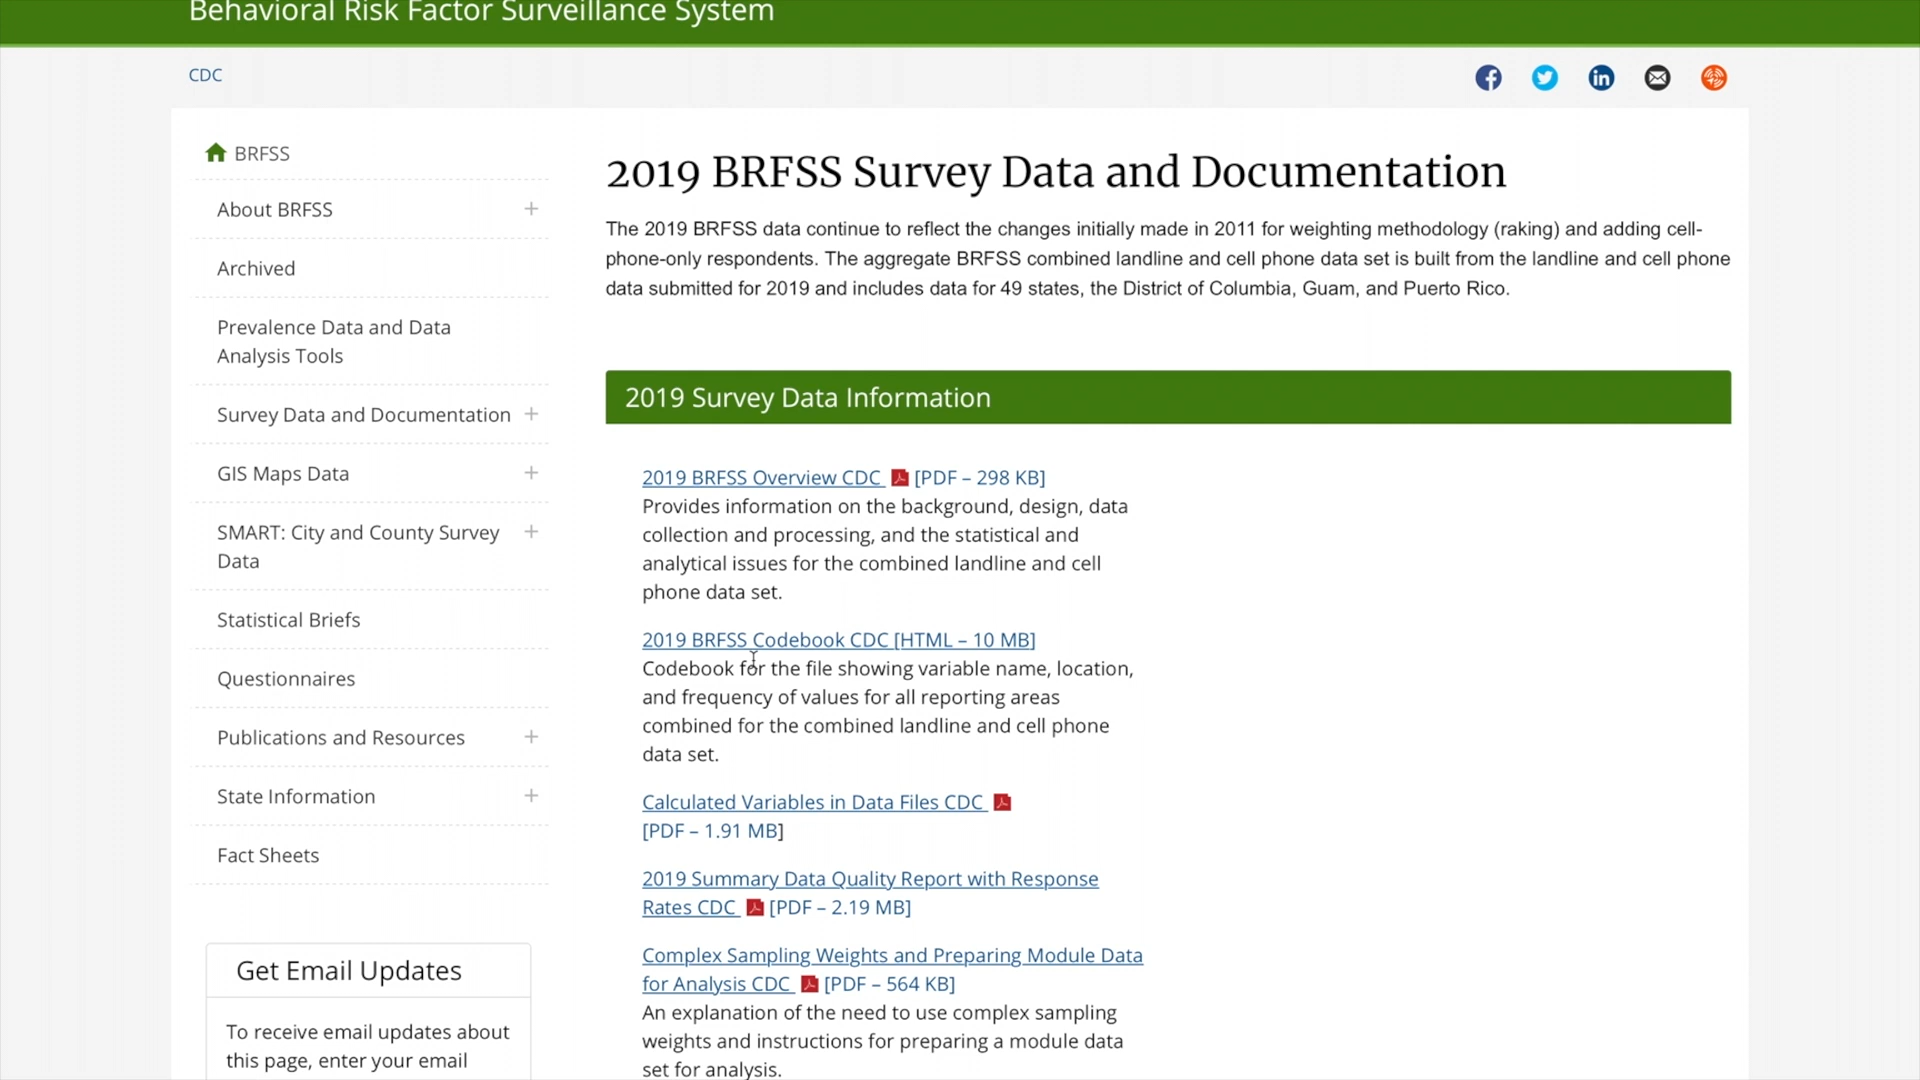 Behavioral Risk Factor Surveillance System
CDC
BRFSS
About BRFSS
Archived
Prevalence Data and Data
Analysis Tools
Survey Data and Documentation
GIS Maps Data
SMART: City and County Survey
Data
Statistical Briefs
Questionnaires
Publications and Resources
State Information
Fact Sheets
Get Email Updates
To receive email updates about
this page, enter your email
2019 BRFSS Survey Data and Documentation
The 2019 BRFSS data continue to reflect the changes initially made in 2011 for weighting methodology (raking) and adding cell-
phone-only respondents. The aggregate BRFSS combined landline and cell phone data set is built from the landline and cell phone
data submitted for 2019 and includes data for 49 states, the District of Columbia, Guam, and Puerto Rico.
2019 Survey Data Information
2019 BRFSS Overview CDC [PDF – 298 KB]
Provides information on the background, design, data
collection and processing, and the statistical and
analytical issues for the combined landline and cell
phone data set.
2019 BRFSS Codebook CDC [HTML – 10 MB]
Codebook for the file showing variable name, location,
and frequency of values for all reporting areas
combined for the combined landline and cell phone
data set.
Calculated Variables in Data Files CDC
[PDF – 1.91 MB]
2019 Summary Data Quality Report with Response
Rates CDC [PDF – 2.19 MB]
Complex Sampling Weights and Preparing Module Data
for Analysis CDC [PDF – 564 KB]
An explanation of the need to use complex sampling
weights and instructions for preparing a module data
set for analysis.